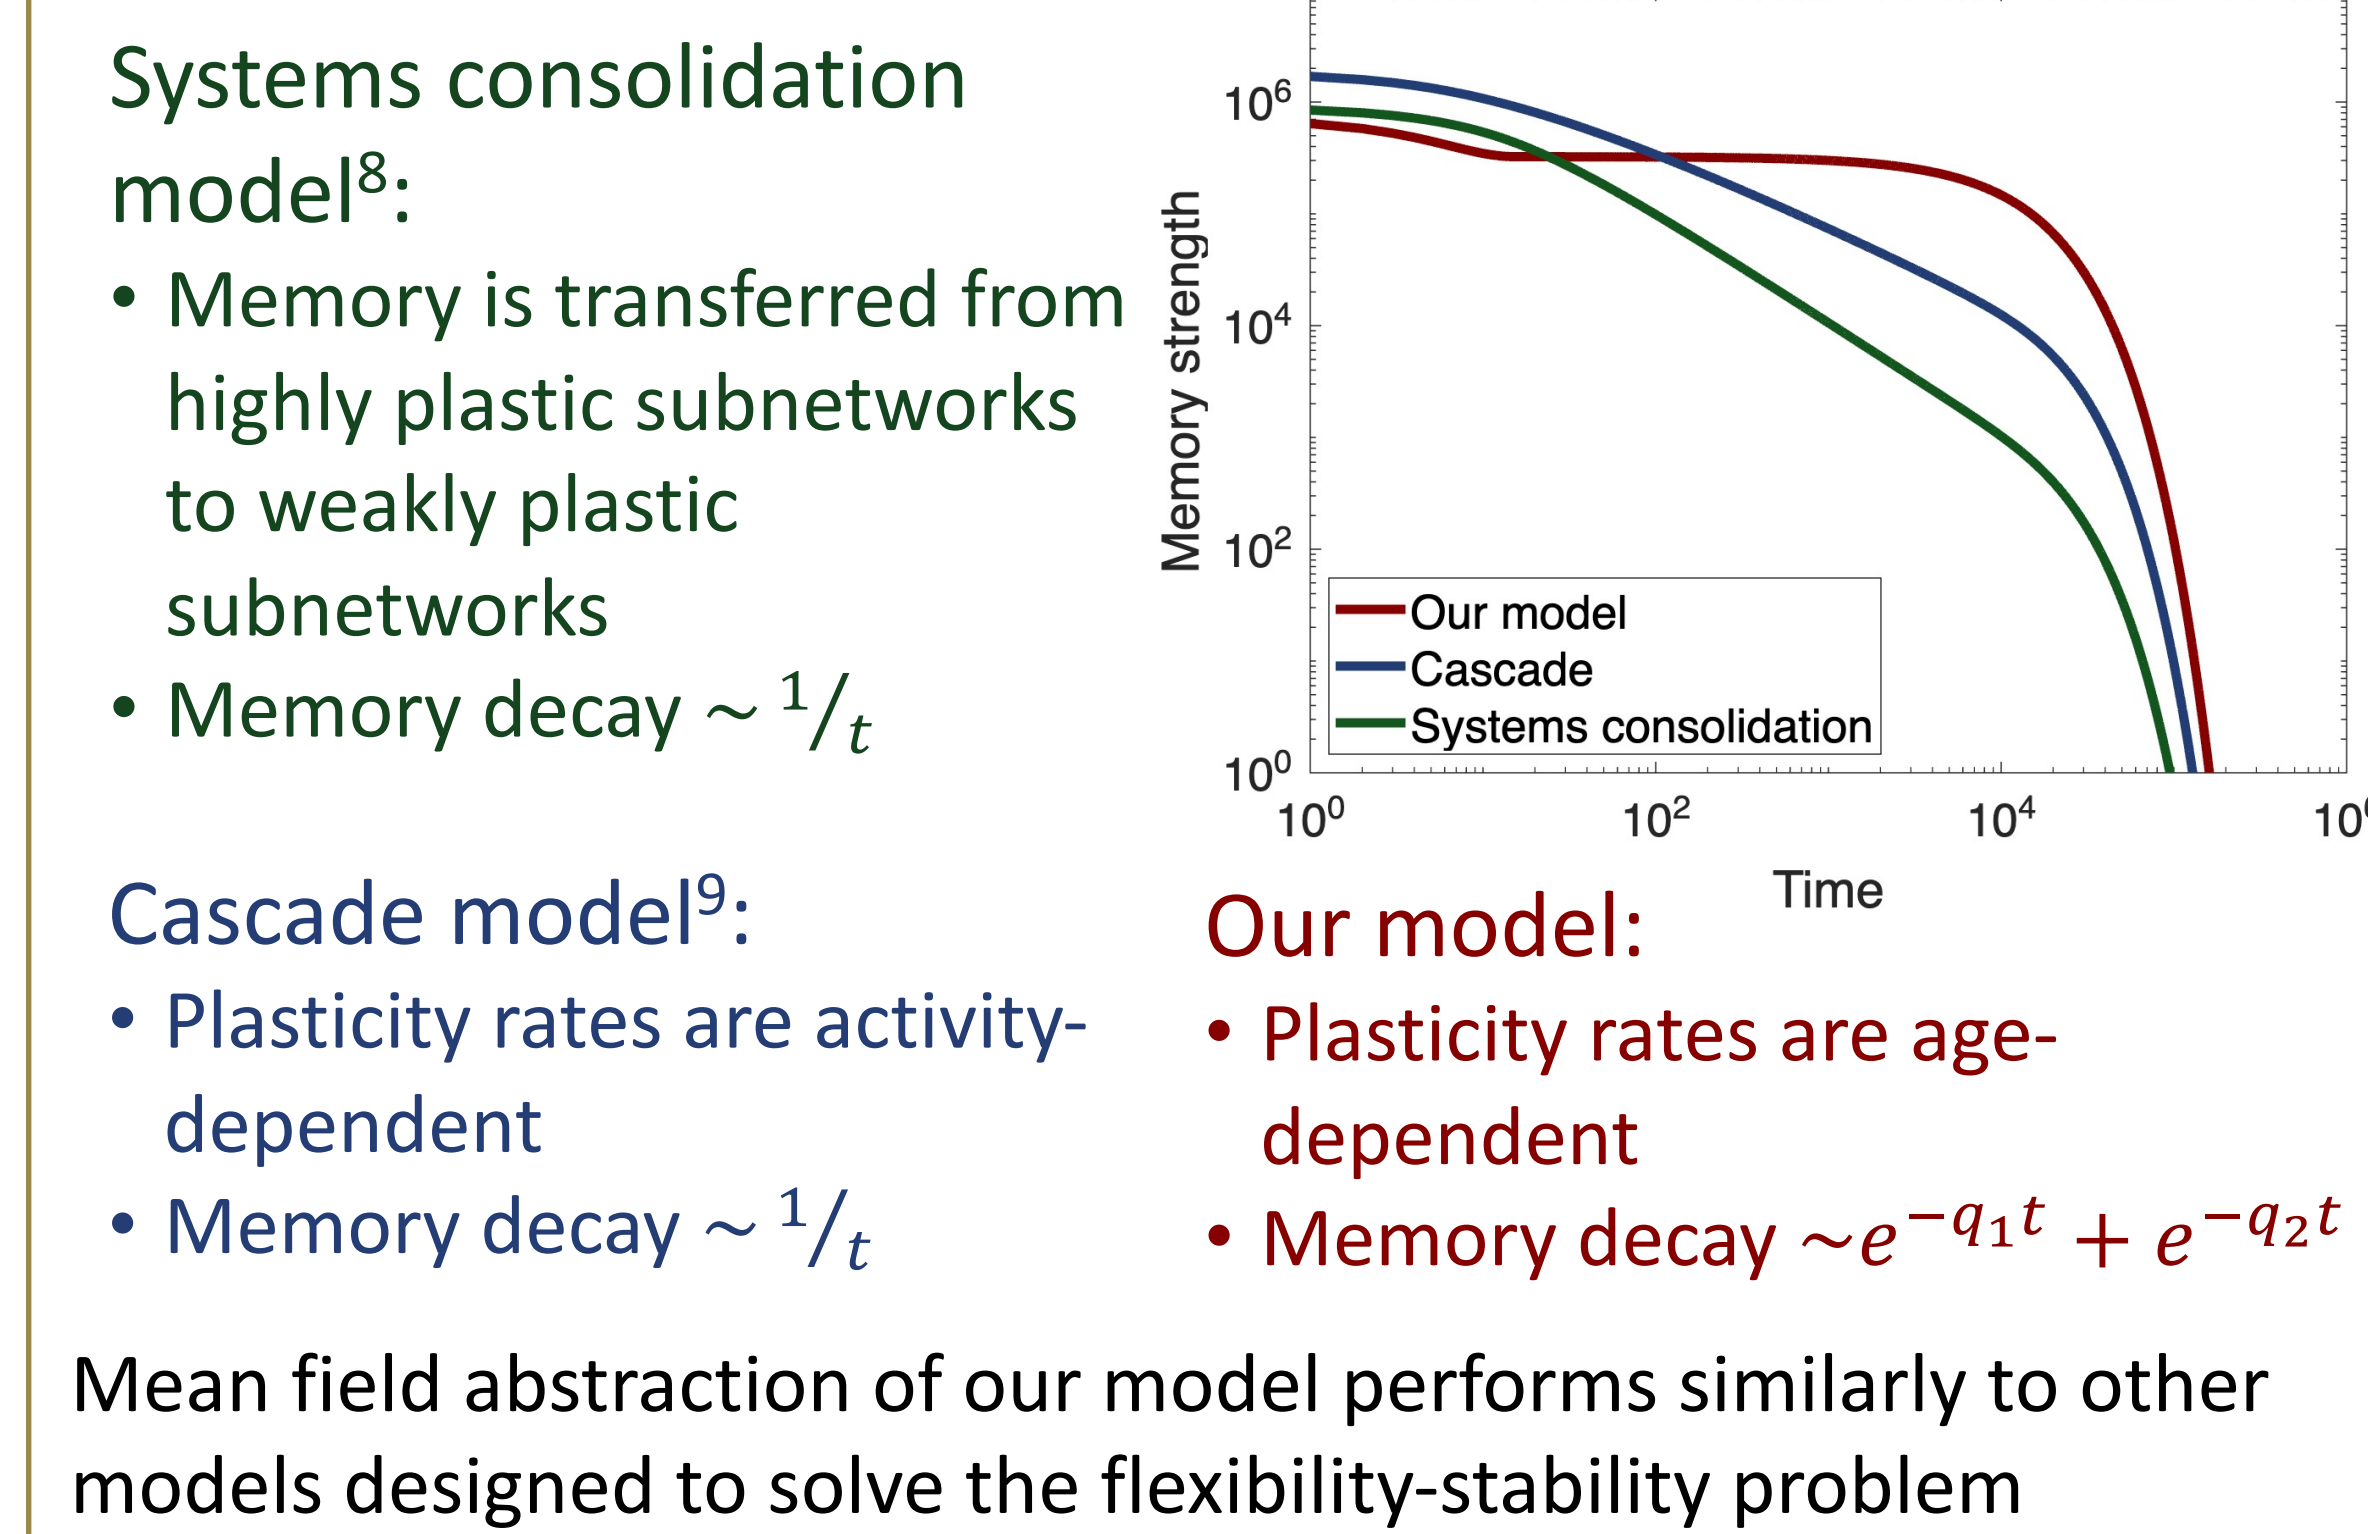 Systems consolidation
model⁸:
• Memory is transferred from
highly plastic subnetworks
to weakly plastic
subnetworks
• Memory decay ~ 1/t
Memory strength
10⁶
10⁴
10²
10⁰
Our model
Cascade
Systems consolidation
10⁰ 10² 10⁴ 10⁶
Time
Cascade model⁹:
• Plasticity rates are activity-
dependent
• Memory decay ~ 1/t
Our model:
• Plasticity rates are age-
dependent
• Memory decay ~e^{−q₁t} + e^{−q₂t}
Mean field abstraction of our model performs similarly to other
models designed to solve the flexibility-stability problem